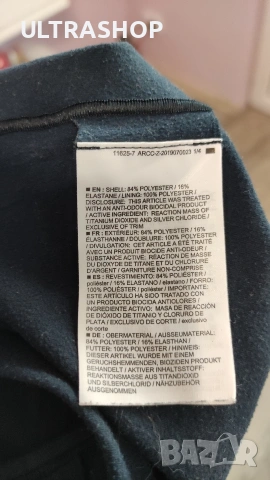 ULTRASHOP
11625-7 ARCC-Z-2019070023 1/4
■ EN : SHELL: 84% POLYESTER / 16%
ELASTANE / LINING: 100% POLYESTER /
DISCLOSURE: THIS ARTICLE WAS TREATED
WITH AN ANTI-ODOUR BIOCIDAL PRODUCT
/ ACTIVE INGREDIENT: REACTION MASS OF
TITANIUM DIOXIDE AND SILVER CHLORIDE /
EXCLUSIVE OF TRIM
■ FR : EXTÉRIEUR: 84% POLYESTER / 16%
ELASTHANNE / DOUBLURE: 100% POLYESTER
/ DIVULGATION: CET ARTICLE A ÉTÉ TRAITÉ
AVEC UN PRODUIT BIOCIDE ANTI-ODEURS
/ SUBSTANCE ACTIVE: RÉACTION DE MASSE
DU DIOXYDE DE TITANE ET DU CHLORURE
D'ARGENT / GARNITURE NON-COMPRISE
■ ES : REVESTIMIENTO: 84% POLIÉSTER /
poliéster / 16% ELASTANO / elastano / FORRO:
100% POLIÉSTER / poliéster / IMPORTANTE:
ESTE ARTÍCULO HA SIDO TRATADO CON UN
PRODUCTO BIOCIDA ANTIOLORES /
INGREDIENTE ACTIVO: MASA DE REACCIÓN
DE DIÓXIDO DE TITANIO Y CLORURO DE
PLATA / EXCLUSIVO DE CORTE / exclusivo
de corte
■ DE : OBERMATERIAL / AUSSEUMATERIAL:
84% POLYESTER / 16% ELASTHAN /
FUTTER: 100% POLYESTER / HINWEIS:
DIESER ARTIKEL WURDE MIT EINEM
GERUCHSHEMMENDEN, BIOZIDEN PRODUKT
BEHANDELT / AKTIVER INHALTSSTOFF:
REAKTIONSMASSE AUS TITANDIOXID
UND SILBERCHLORID / NÄHZUBEHÖR
AUSGENOMMEN
bazar